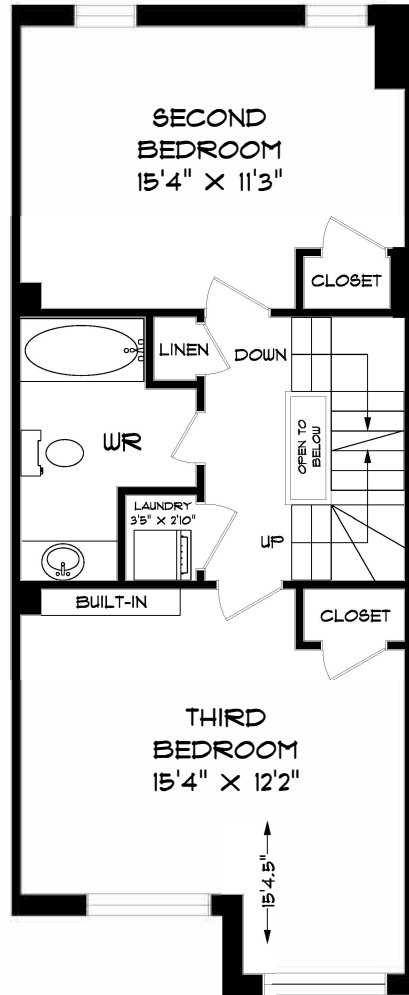 SECOND
BEDROOM
15'4" X 11'3"
CLOSET
LINEN
DOWN
WR
OPEN TO
BELOW
LAUNDRY
3'5" X 2'10"
UP
BUILT-IN
CLOSET
THIRD
BEDROOM
15'4" X 12'2"
15'4.5"